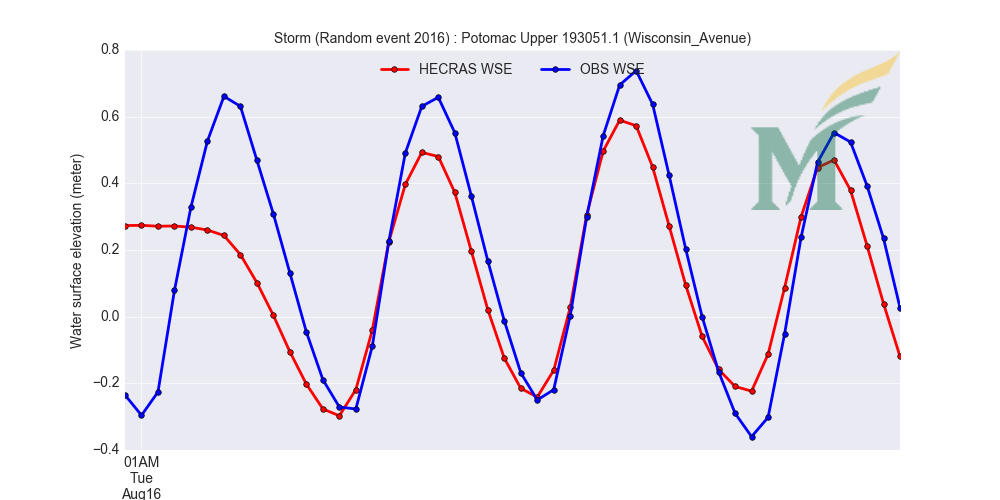 Storm (Random event 2016) : Potomac Upper 193051.1 (Wisconsin_Avenue)
HECRAS WSE
OBS WSE
Water surface elevation (meter)
0.8
0.6
0.4
0.2
0.0
−0.2
−0.4
01AM
Tue
Aug16
M